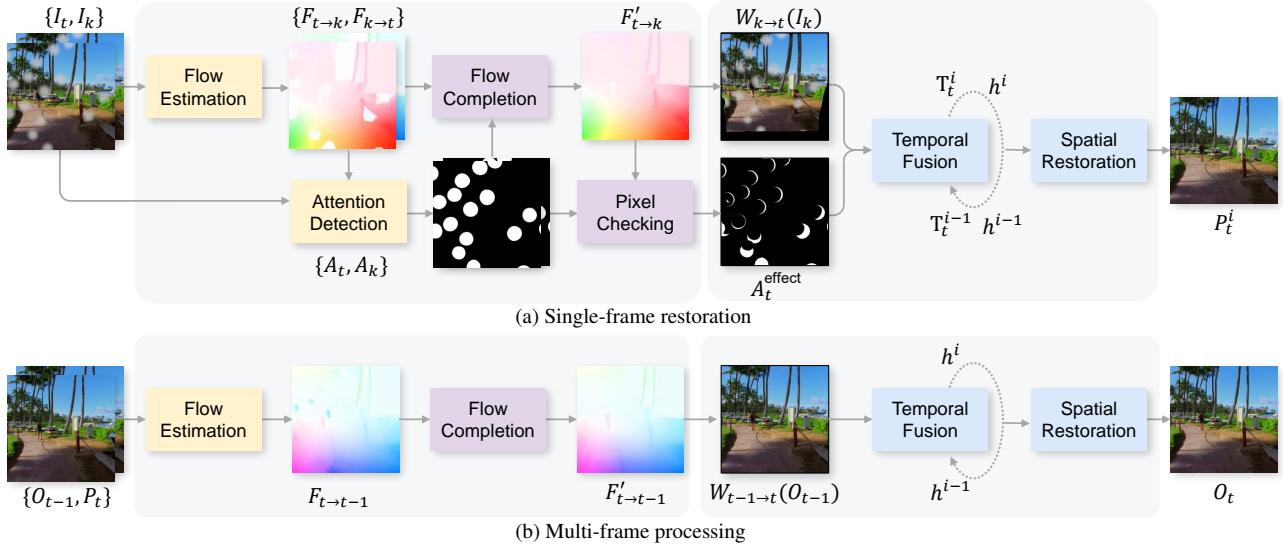 {I_t, I_k}
{F_{t→k}, F_{k→t}}
F'_{t→k}
W_{k→t}(I_k)
Flow
Estimation
Flow
Completion
T_t^i h^i
Temporal
Fusion
Spatial
Restoration
Attention
Detection
Pixel
Checking
T_t^{i-1} h^{i-1}
P_t^i
{A_t, A_k}
A_t^{effect}
(a) Single-frame restoration
h^i
Flow
Estimation
Flow
Completion
Temporal
Fusion
Spatial
Restoration
h^{i-1}
{O_{t-1}, P_t}
F_{t→t-1}
F'_{t→t-1}
W_{t-1→t}(O_{t-1})
O_t
(b) Multi-frame processing